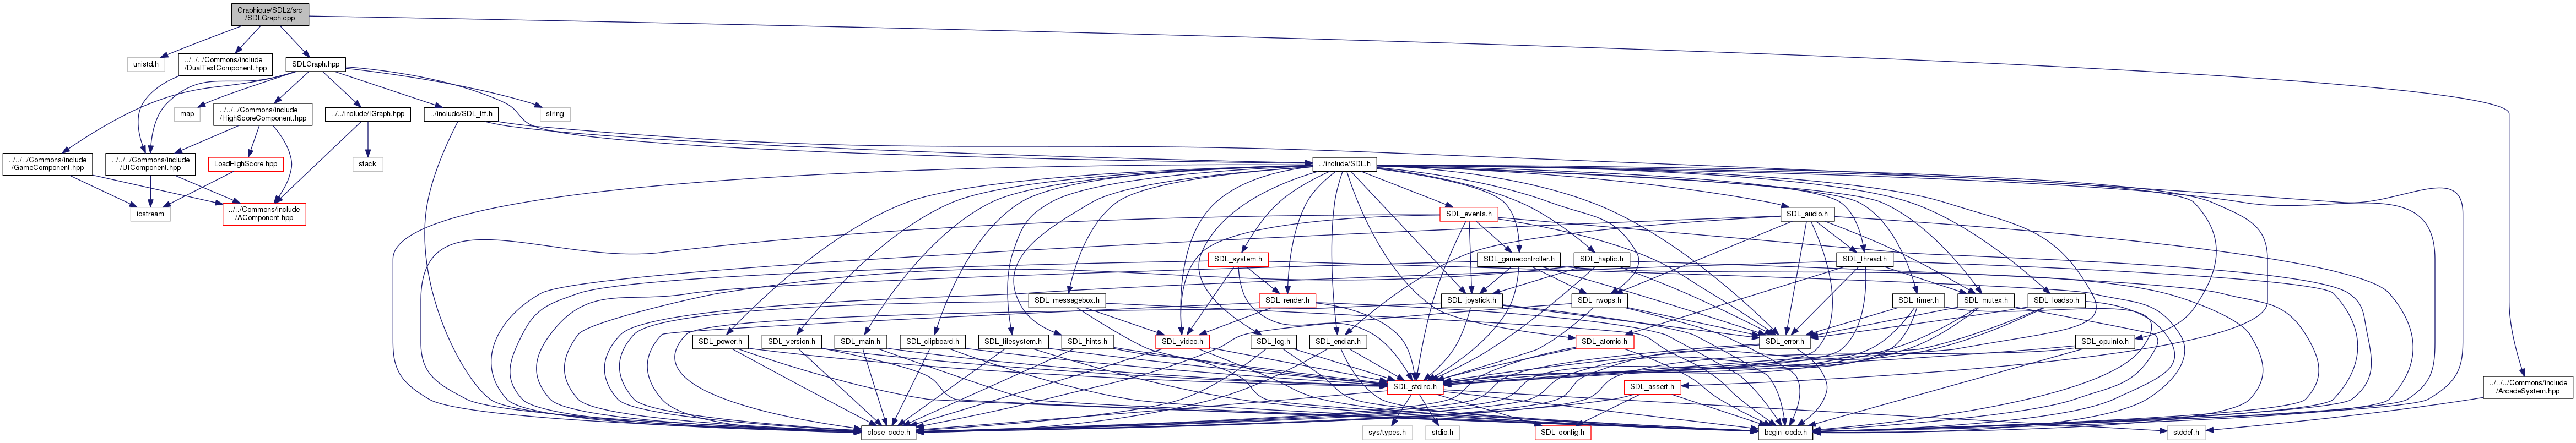 Graphique/SDL2/src
/SDLGraph.cpp
unistd.h
../../../Commons/include
/DualTextComponent.hpp
SDLGraph.hpp
map
../../../Commons/include
/HighScoreComponent.hpp
../../include/IGraph.hpp
../include/SDL_ttf.h
string
../../../Commons/include
/GameComponent.hpp
../../../Commons/include
/UIComponent.hpp
LoadHighScore.hpp
stack
../include/SDL.h
iostream
../../Commons/include
/AComponent.hpp
SDL_events.h
SDL_audio.h
SDL_system.h
SDL_gamecontroller.h
SDL_haptic.h
SDL_thread.h
SDL_messagebox.h
SDL_render.h
SDL_joystick.h
SDL_rwops.h
SDL_timer.h
SDL_mutex.h
SDL_loadso.h
SDL_power.h
SDL_version.h
SDL_main.h
SDL_clipboard.h
SDL_filesystem.h
SDL_hints.h
SDL_video.h
SDL_log.h
SDL_endian.h
SDL_atomic.h
SDL_error.h
SDL_cpuinfo.h
SDL_stdinc.h
SDL_assert.h
../../../Commons/include
/ArcadeSystem.hpp
close_code.h
sys/types.h
stdio.h
SDL_config.h
begin_code.h
stddef.h